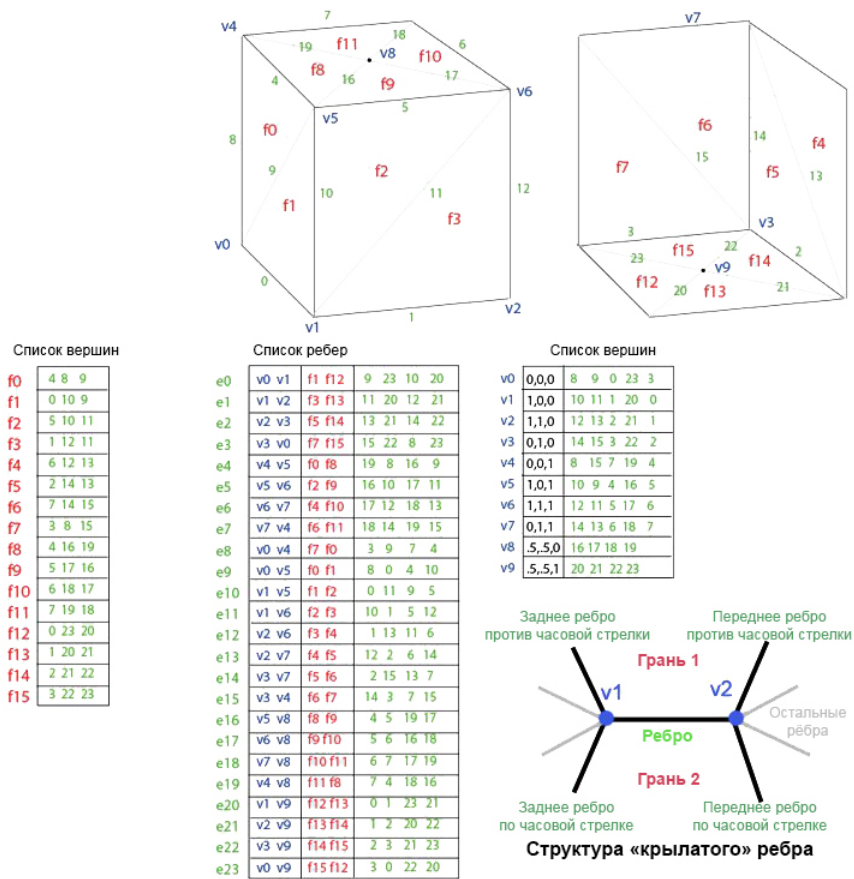 7
v4
11
19
f11
18
f10
6
v8
f8
4
16
f9
17
v6
v5
5
f0
8
f2
9
10
11
12
f1
f3
v0
0
v1
1
v2
v7
f6
14
f4
15
f7
f5
13
v3
3
f15
22
2
23
v9
f14
f12
f13
20
21
Список вершин
f0 4 8 9
f1 0 10 9
f2 5 10 11
f3 1 12 11
f4 6 12 13
f5 2 14 13
f6 7 14 15
f7 3 8 15
f8 4 16 19
f9 5 17 16
f10 6 18 17
f11 7 19 18
f12 0 23 20
f13 1 20 21
f14 2 21 22
f15 3 22 23
Список ребер
e0 v0 v1 f1 f12 9 23 10 20
e1 v1 v2 f3 f13 11 20 12 21
e2 v2 v3 f5 f14 13 21 14 22
e3 v3 v0 f7 f15 15 22 8 23
e4 v4 v5 f0 f8 19 8 16 9
e5 v5 v6 f2 f9 16 10 17 11
e6 v6 v7 f4 f10 17 12 18 13
e7 v7 v4 f6 f11 18 14 19 15
e8 v0 v4 f7 f0 3 9 7 4
e9 v0 v5 f0 f1 8 0 4 10
e10 v1 v5 f1 f2 0 11 9 5
e11 v1 v6 f2 f3 10 1 5 12
e12 v2 v6 f3 f4 1 13 11 6
e13 v2 v7 f4 f5 12 2 6 14
e14 v3 v7 f5 f6 2 15 13 7
e15 v3 v4 f6 f7 14 3 7 15
e16 v5 v8 f8 f9 4 5 19 17
e17 v6 v8 f9 f10 5 6 16 18
e18 v7 v8 f10 f11 6 7 17 19
e19 v4 v8 f11 f8 7 4 18 16
e20 v1 v9 f12 f13 0 1 23 21
e21 v2 v9 f13 f14 1 2 20 22
e22 v3 v9 f14 f15 2 3 21 23
e23 v0 v9 f15 f12 3 0 22 20
Список вершин
v0 0,0,0 8 9 0 23 3
v1 1,0,0 10 11 1 20 0
v2 1,1,0 12 13 2 21 1
v3 0,1,0 14 15 3 22 2
v4 0,0,1 8 15 7 19 4
v5 1,0,1 10 9 4 16 5
v6 1,1,1 12 11 5 17 6
v7 0,1,1 14 13 6 18 7
v8 .5,.5,0 16 17 18 19
v9 .5,.5,1 20 21 22 23
Заднее ребро
против часовой стрелки
Переднее ребро
против часовой стрелки
Грань 1
v1
v2
Остальные
рёбра
Ребро
Грань 2
Заднее ребро
по часовой стрелке
Переднее ребро
по часовой стрелки
Структура «крылатого» ребра